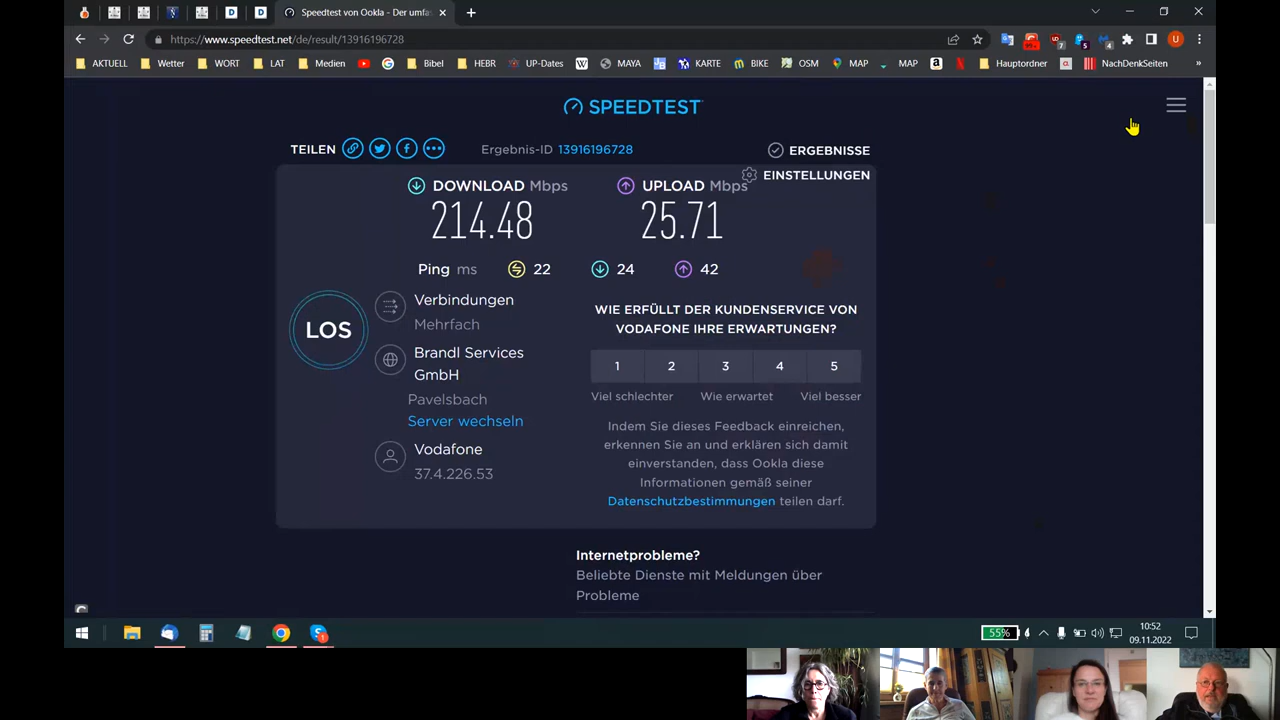 Speedtest von Ookla - Der umfa
https://www.speedtest.net/de/result/13916196728
AKTUELL Wetter WORT LAT Medien Bibel HEBR UP-Dates MAYA KARTE BIKE OSM MAP MAP Hauptordner NachDenkSeiten »
SPEEDTEST
TEILEN Ergebnis-ID 13916196728 ERGEBNISSE
EINSTELLUNGEN
DOWNLOAD Mbps UPLOAD Mbps
214.48 25.71
Ping ms 22 24 42
LOS
Verbindungen
Mehrfach
Brandl Services
GmbH
Pavelsbach
Server wechseln
Vodafone
37.4.226.53
WIE ERFÜLLT DER KUNDENSERVICE VON
VODAFONE IHRE ERWARTUNGEN?
1 2 3 4 5
Viel schlechter Wie erwartet Viel besser
Indem Sie dieses Feedback einreichen,
erkennen Sie an und erklären sich damit
einverstanden, dass Ookla diese
Informationen gemäß seiner
Datenschutzbestimmungen teilen darf.
Internetprobleme?
Beliebte Dienste mit Meldungen über
Probleme
55% 10:52
09.11.2022